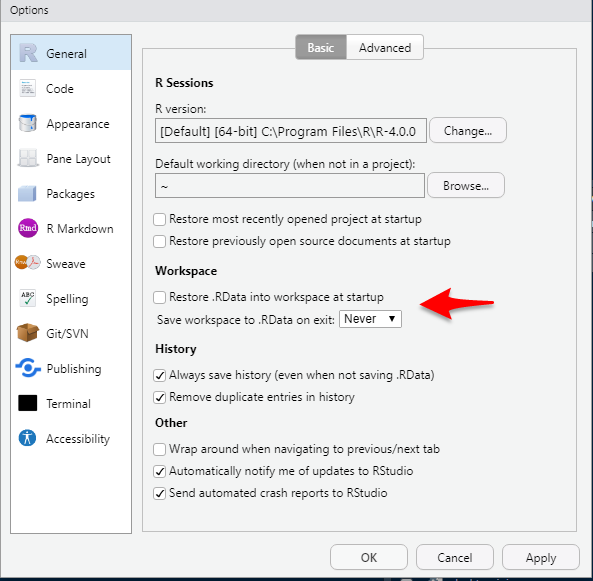 Options
Basic
Advanced
R
General
Code
Appearance
Pane Layout
Packages
Rmd
R Markdown
Rnw
Sweave
ABC
Spelling
Git/SVN
Publishing
Terminal
Accessibility
R Sessions
R version:
[Default] [64-bit] C:\Program Files\R\R-4.0.0
Change...
Default working directory (when not in a project):
~
Browse...
Restore most recently opened project at startup
Restore previously open source documents at startup
Workspace
Restore .RData into workspace at startup
Save workspace to .RData on exit: Never
History
Always save history (even when not saving .RData)
Remove duplicate entries in history
Other
Wrap around when navigating to previous/next tab
Automatically notify me of updates to RStudio
Send automated crash reports to RStudio
OK
Cancel
Apply